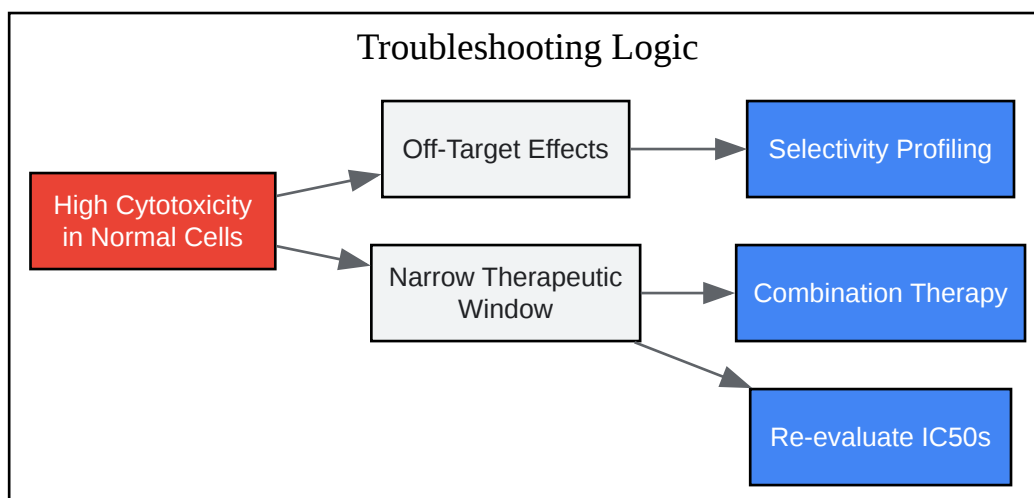 Troubleshooting Logic
High Cytotoxicity
in Normal Cells
Off-Target Effects
Selectivity Profiling
Narrow Therapeutic
Window
Combination Therapy
Re-evaluate IC50s